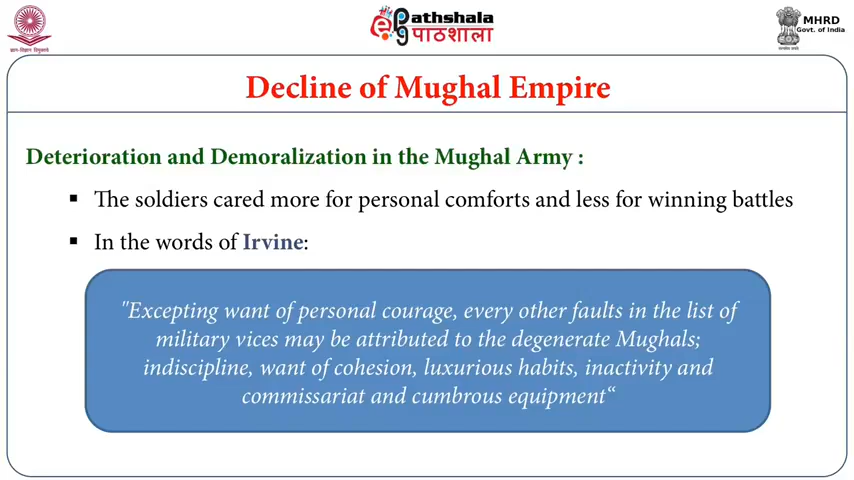 ePathshala
पाठशाला
MHRD
Govt. of India
Decline of Mughal Empire
Deterioration and Demoralization in the Mughal Army :
▪ The soldiers cared more for personal comforts and less for winning battles
▪ In the words of Irvine:
"Excepting want of personal courage, every other faults in the list of
military vices may be attributed to the degenerate Mughals;
indiscipline, want of cohesion, luxurious habits, inactivity and
commissariat and cumbrous equipment“